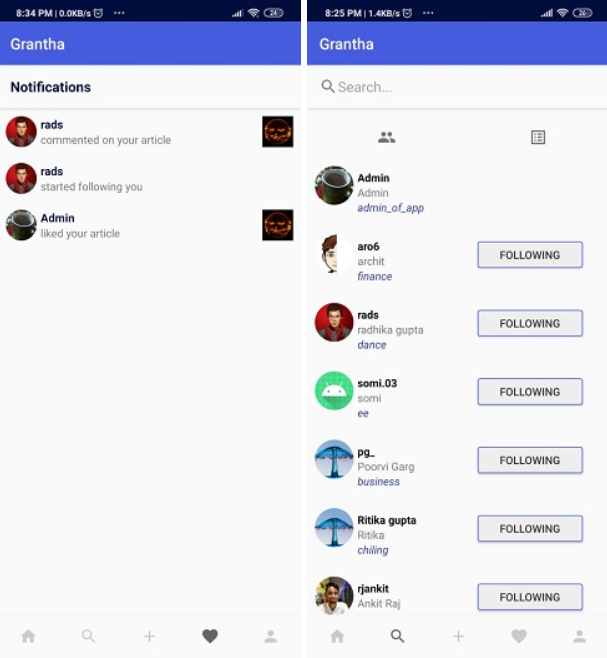 8:34 PM | 0.0KB/s ... 24
Grantha
Notifications
rads
commented on your article
rads
started following you
Admin
liked your article
8:25 PM | 1.4KB/s ... 26
Grantha
Search...
Admin
Admin
admin_of_app
aro6
archit
finance
FOLLOWING
rads
radhika gupta
dance
FOLLOWING
somi.03
somi
ee
FOLLOWING
pg_
Poorvi Garg
business
FOLLOWING
Ritika gupta
Ritika
chiling
FOLLOWING
rjankit
Ankit Raj
FOLLOWING